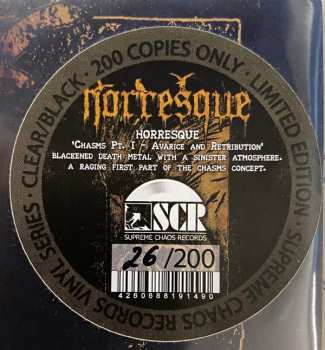 CLEAR/BLACK · 200 COPIES ONLY · LIMITED EDITION · SUPREME CHAOS RECORDS VINYL SERIES ·
Horresque
HORRESQUE
'CHASMS PT. I - AVARICE AND RETRIBUTION'
BLACKENED DEATH METAL WITH A SINISTER ATMOSPHERE.
A RAGING FIRST PART OF THE CHASMS CONCEPT.
SCR
SUPREME CHAOS RECORDS
26/200
4260688191490